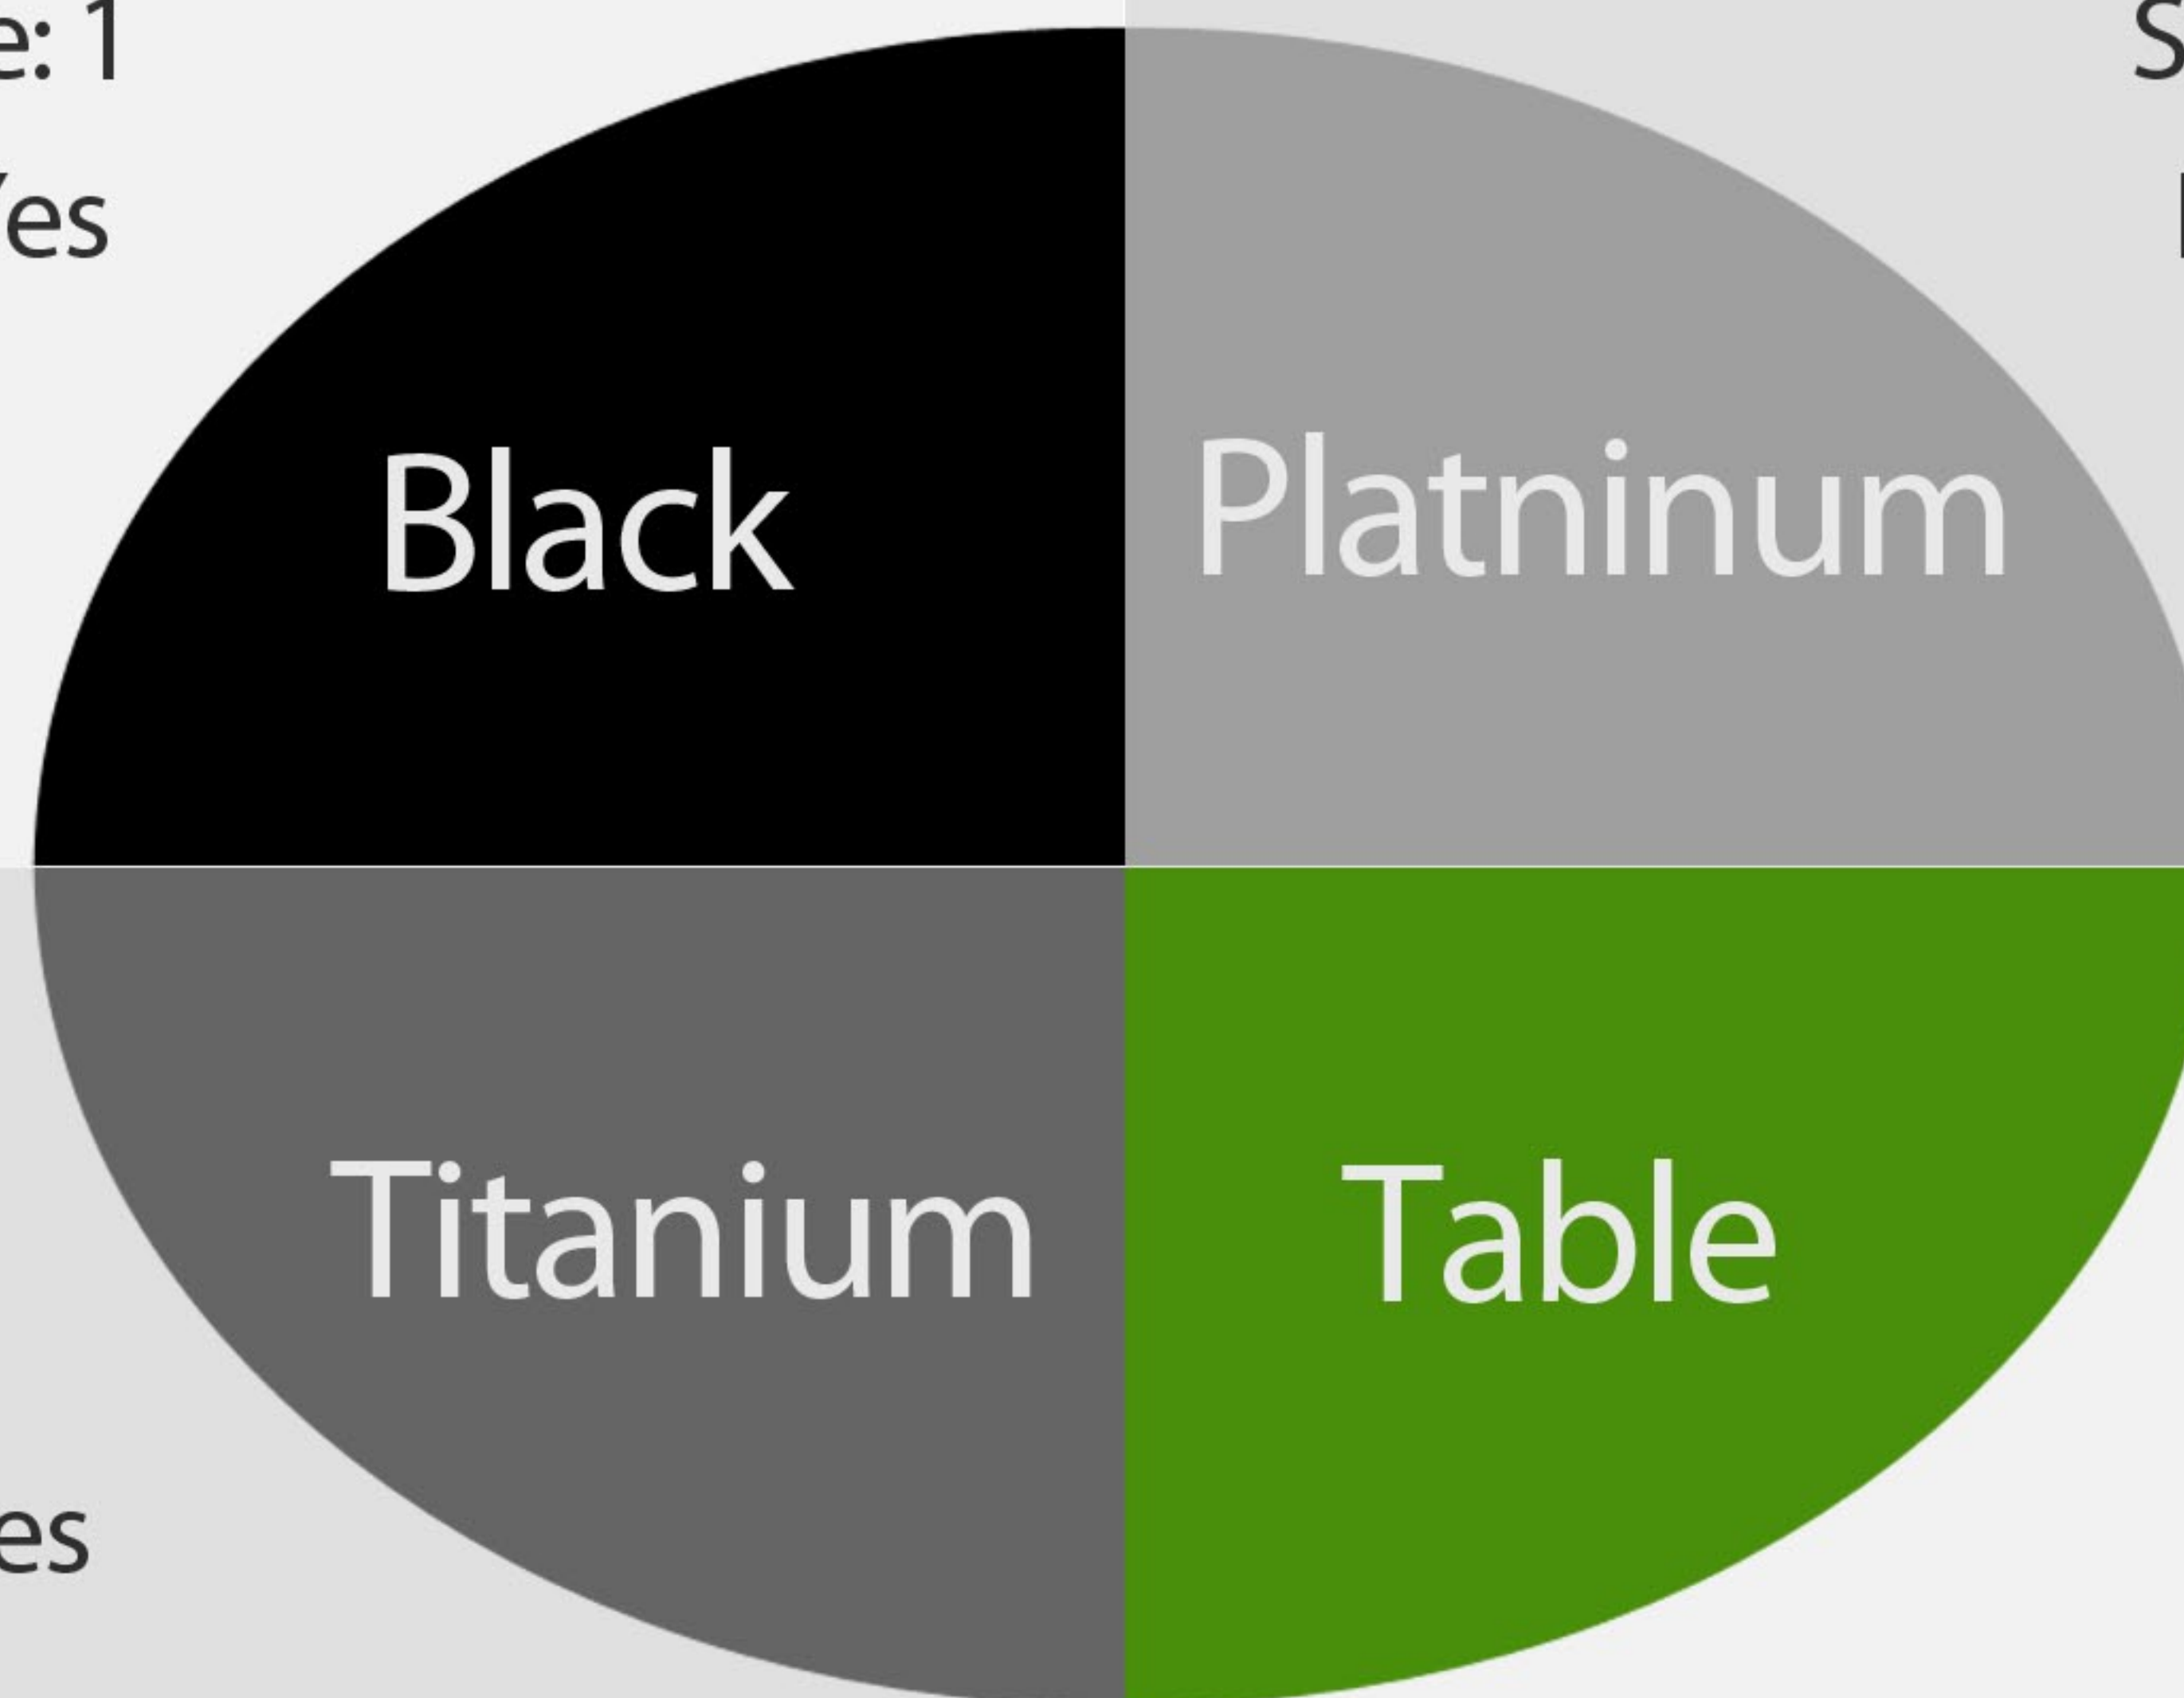 e: 1
Yes
Black
Platninum
Titanium
Table
es